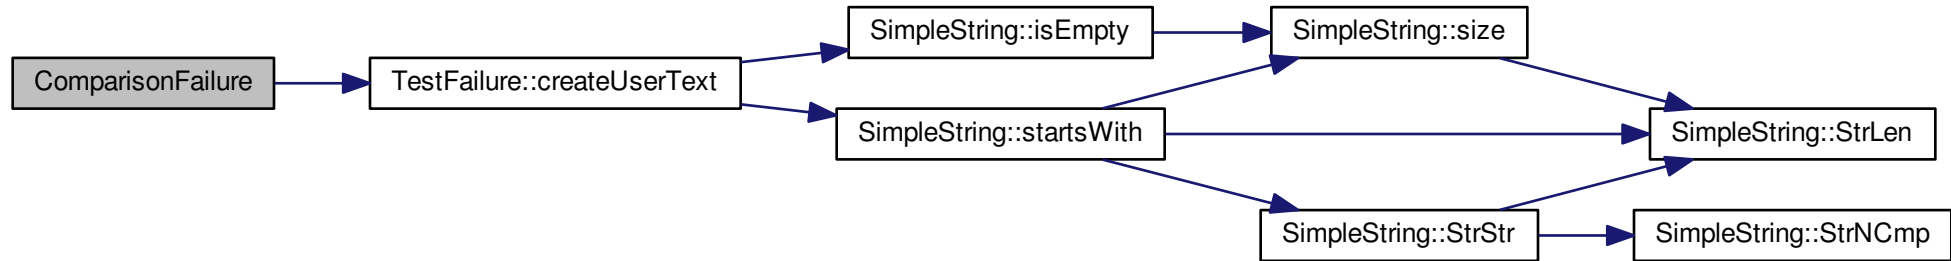 ComparisonFailure
TestFailure::createUserText
SimpleString::isEmpty
SimpleString::startsWith
SimpleString::size
SimpleString::StrStr
SimpleString::StrLen
SimpleString::StrNCmp